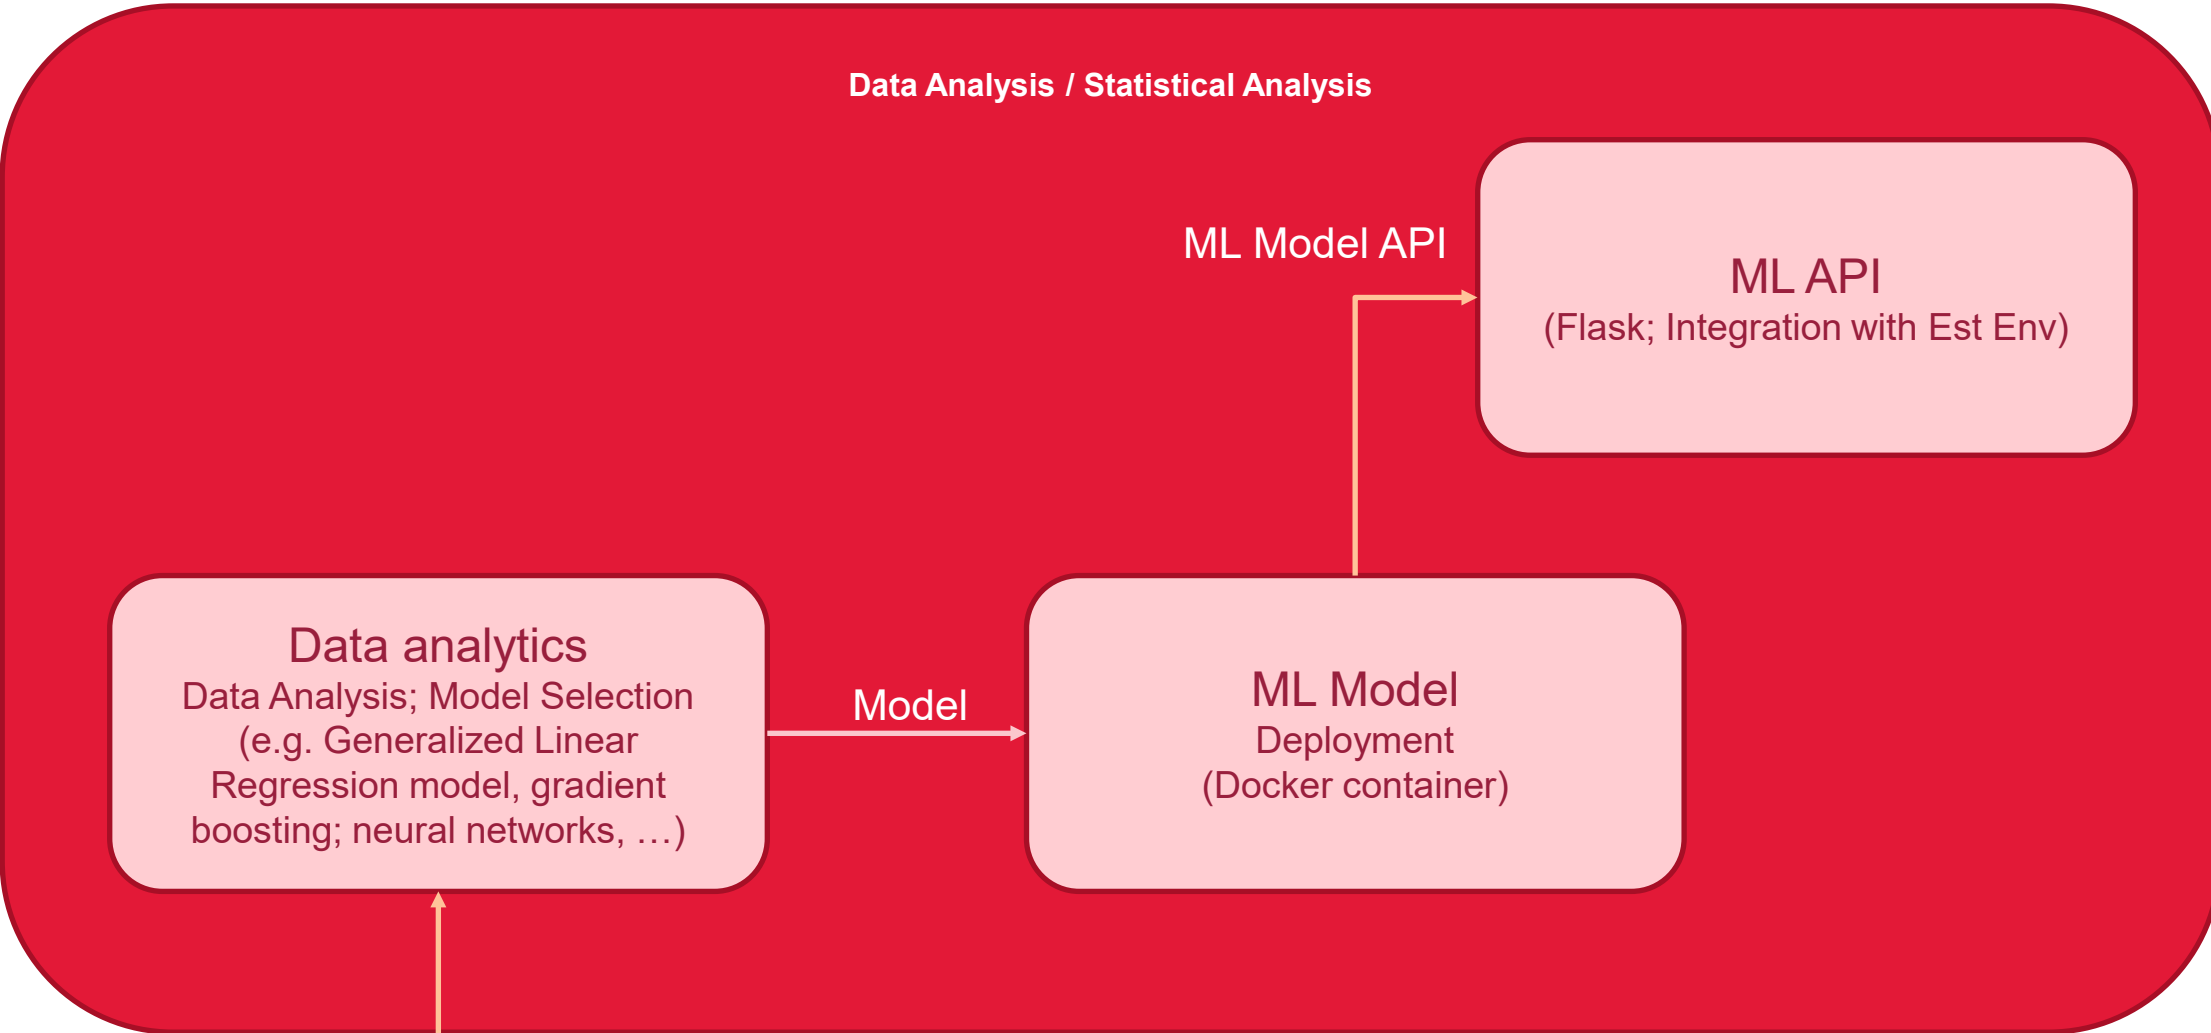 Data Analysis / Statistical Analysis
ML Model API
ML API
(Flask; Integration with Est Env)
Data analytics
Data Analysis; Model Selection
(e.g. Generalized Linear
Regression model, gradient
boosting; neural networks, …)
Model
ML Model
Deployment
(Docker container)